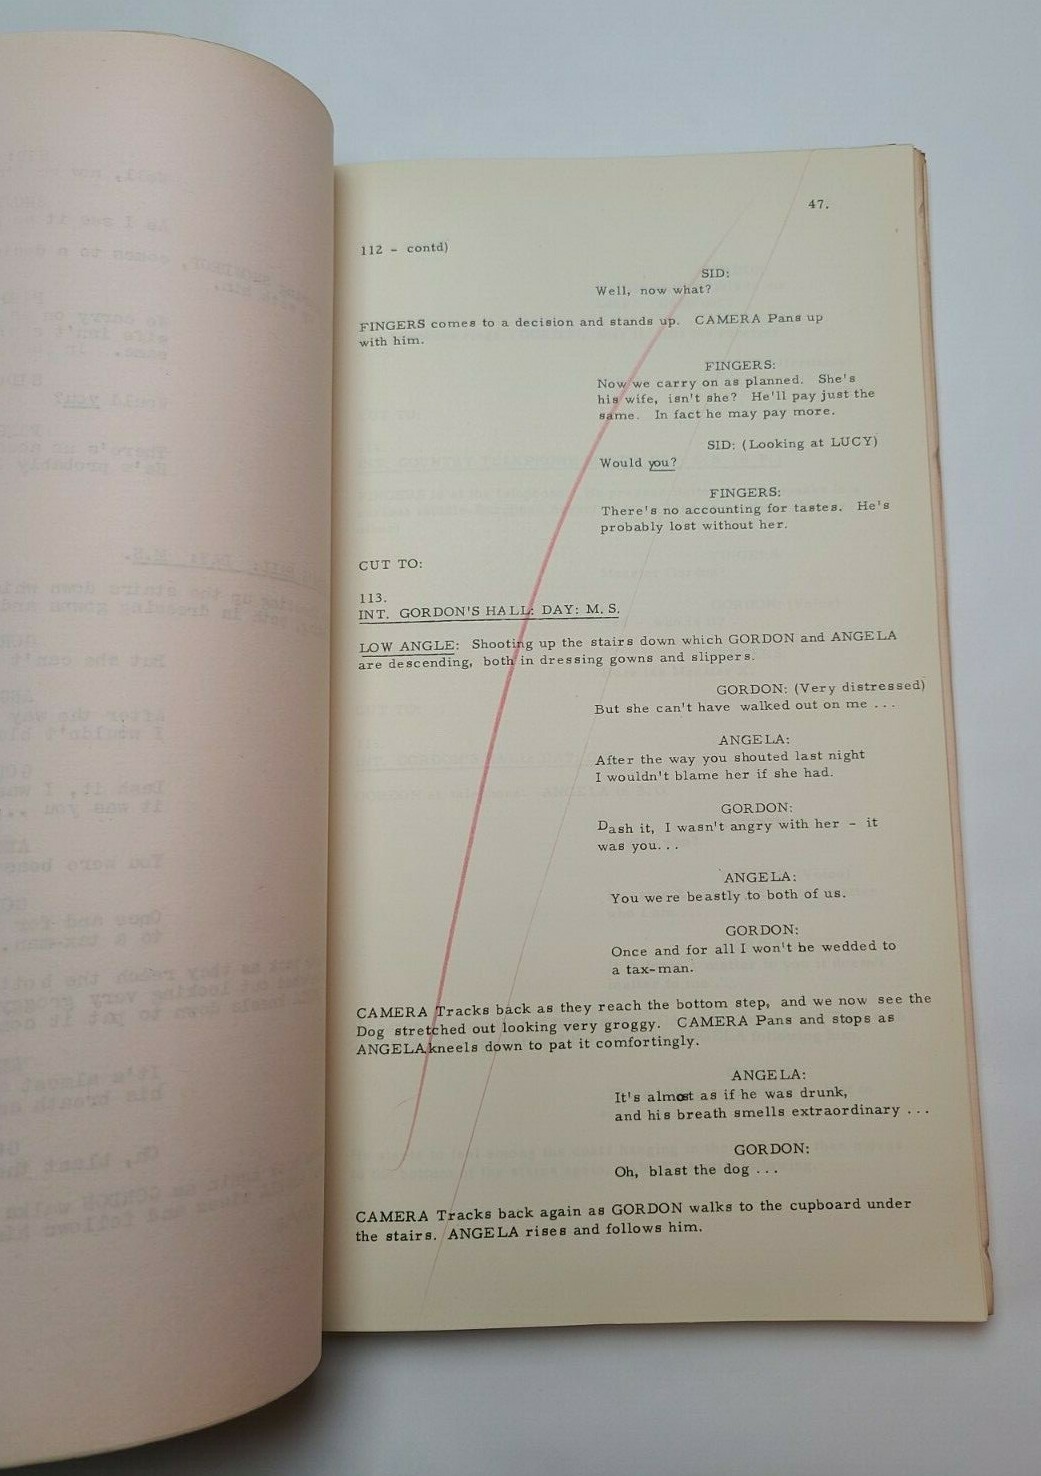 47.
112 - contd)
SID:
Well, now what?
FINGERS comes to a decision and stands up. CAMERA Pans up
with him.
FINGERS:
Now we carry on as planned. She's
his wife, isn't she? He'll pay just the
same. In fact he may pay more.
SID: (Looking at LUCY)
Would you?
FINGERS:
There's no accounting for tastes. He's
probably lost without her.
CUT TO:
113.
INT. GORDON'S HALL: DAY: M. S.
LOW ANGLE: Shooting up the stairs down which GORDON and ANGELA
are descending, both in dressing gowns and slippers.
GORDON: (Very distressed)
But she can't have walked out on me ...
ANGELA:
After the way you shouted last night
I wouldn't blame her if she had.
GORDON:
Dash it, I wasn't angry with her - it
was you...
ANGELA:
You were beastly to both of us.
GORDON:
Once and for all I won't be wedded to
a tax-man.
CAMERA Tracks back as they reach the bottom step, and we now see the
Dog stretched out looking very groggy. CAMERA Pans and stops as
ANGELA kneels down to pat it comfortingly.
ANGELA:
It's almost as if he was drunk,
and his breath smells extraordinary ...
GORDON:
Oh, blast the dog ...
CAMERA Tracks back again as GORDON walks to the cupboard under
the stairs. ANGELA rises and follows him.